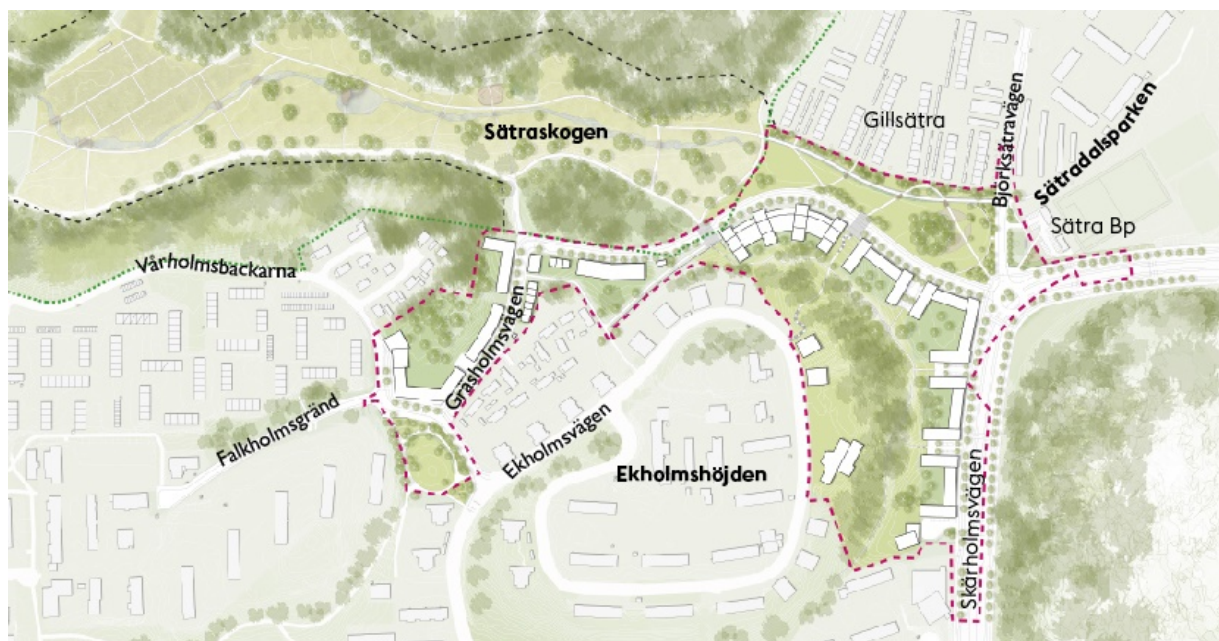 Gillsätra
Björksätravägen
Sätradalsparken
Sätraskogen
Sätra Bp
Vårholmsbackarna
Gräsholmsvägen
Falkholmsgränd
Ekholmsvägen
Ekholmshöjden
Skärholmsvägen